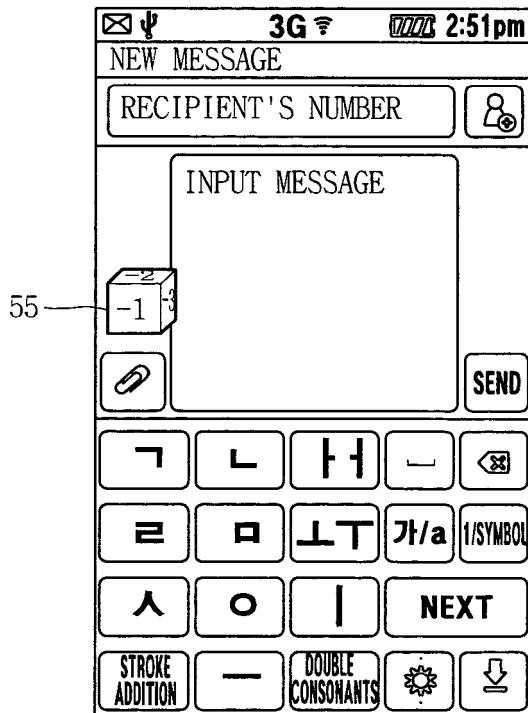 3G 2:51pm
NEW MESSAGE
RECIPIENT'S NUMBER
INPUT MESSAGE
-2
-1 -3
55
SEND
ㄱ ㄴ ㅏㅓ
ㄹ ㅁ ㅗㅜ 가/a 1/SYMBOL
ㅅ ㅇ ㅣ NEXT
STROKE ADDITION ㅡ DOUBLE CONSONANTS